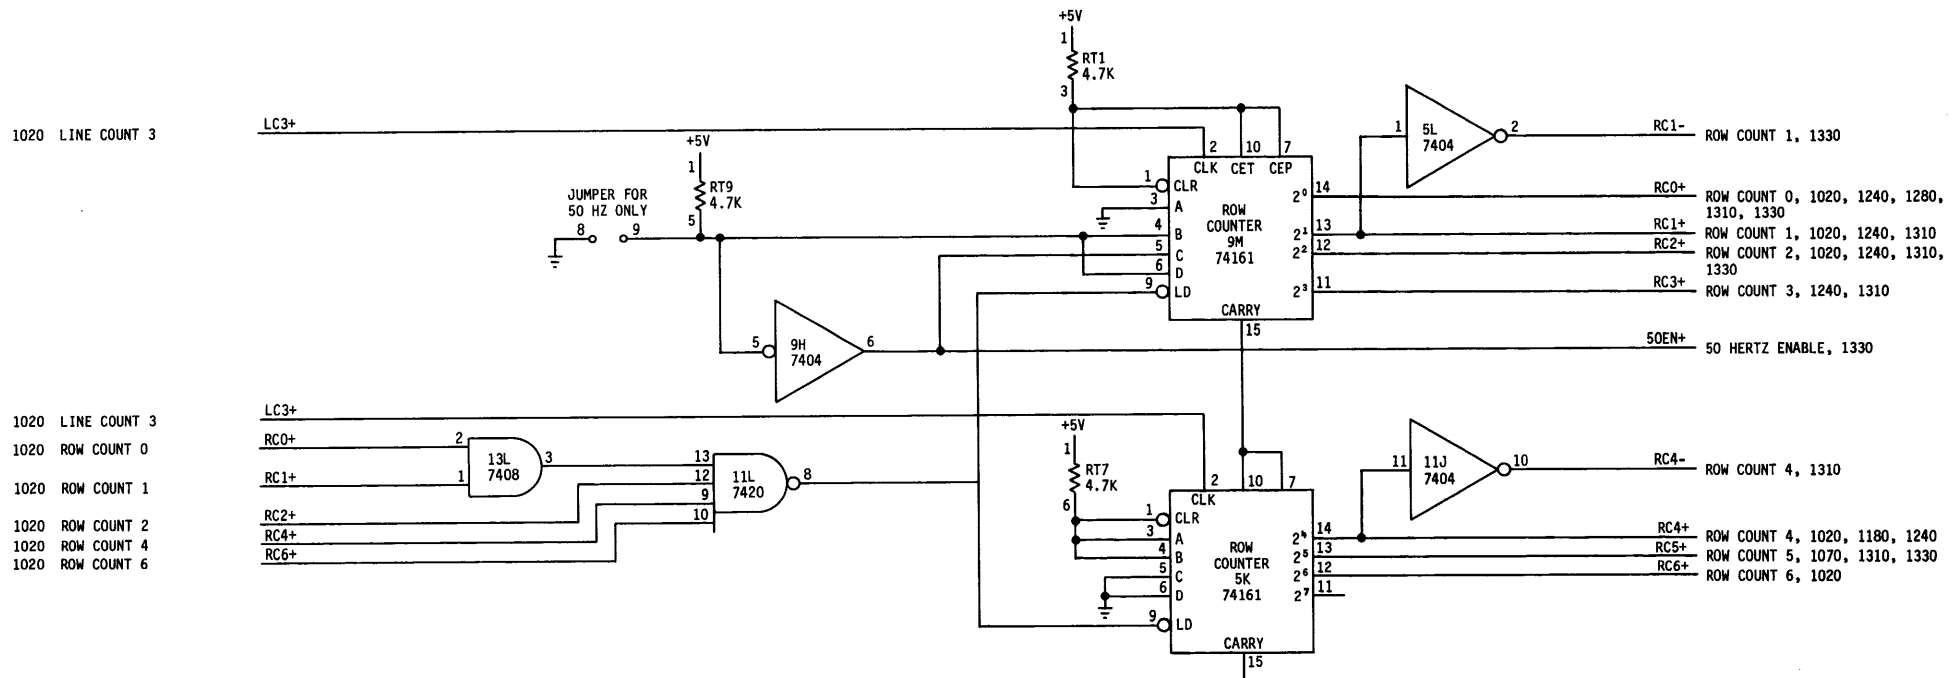 +5V
1
RT1
4.7K
3
1020 LINE COUNT 3
LC3+
+5V
1
RT9
4.7K
5
JUMPER FOR
50 HZ ONLY
8
9
2
10
7
CLK CET CEP
1
CLR
3
A
4
B
5
C
6
D
9
LD
ROW
COUNTER
9M
74161
CARRY
15
2⁰
14
2¹
13
2²
12
2³
11
1
5L
7404
2
RC1-
ROW COUNT 1, 1330
RC0+
ROW COUNT 0, 1020, 1240, 1280,
1310, 1330
RC1+
ROW COUNT 1, 1020, 1240, 1310
RC2+
ROW COUNT 2, 1020, 1240, 1310,
1330
RC3+
ROW COUNT 3, 1240, 1310
5
9H
7404
6
50EN+
50 HERTZ ENABLE, 1330
1020 LINE COUNT 3
LC3+
1020 ROW COUNT 0
RC0+
1020 ROW COUNT 1
RC1+
1020 ROW COUNT 2
RC2+
1020 ROW COUNT 4
RC4+
1020 ROW COUNT 6
RC6+
2
1
13L
7408
3
13
12
9
10
11L
7420
8
+5V
1
RT7
4.7K
6
2
10
7
CLK
1
CLR
3
A
4
B
5
C
6
D
9
LD
ROW
COUNTER
5K
74161
CARRY
15
2⁴
14
2⁵
13
2⁶
12
2⁷
11
11
11J
7404
10
RC4-
ROW COUNT 4, 1310
RC4+
ROW COUNT 4, 1020, 1180, 1240
RC5+
ROW COUNT 5, 1070, 1310, 1330
RC6+
ROW COUNT 6, 1020